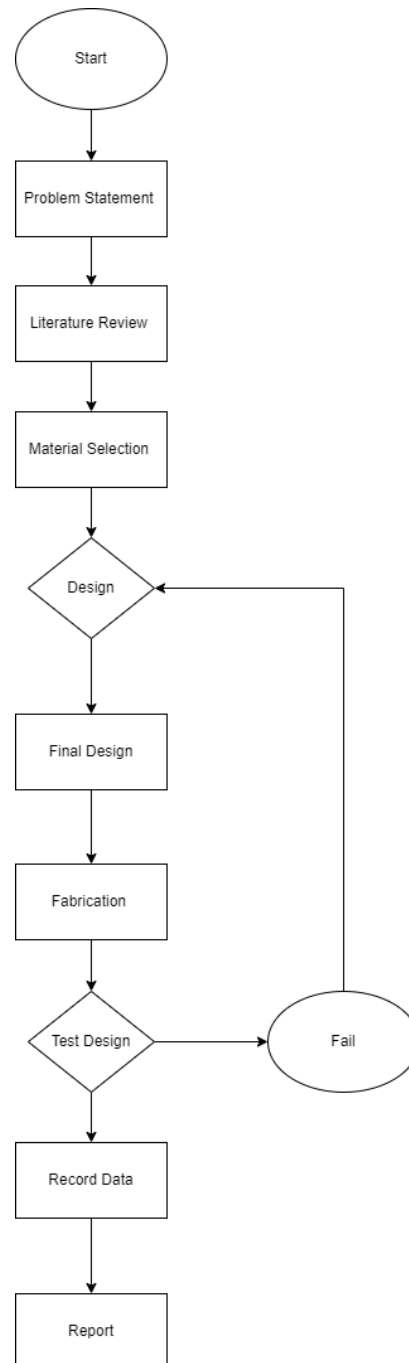 Start
Problem Statement
Literature Review
Material Selection
Design
Final Design
Fabrication
Test Design
Fail
Record Data
Report